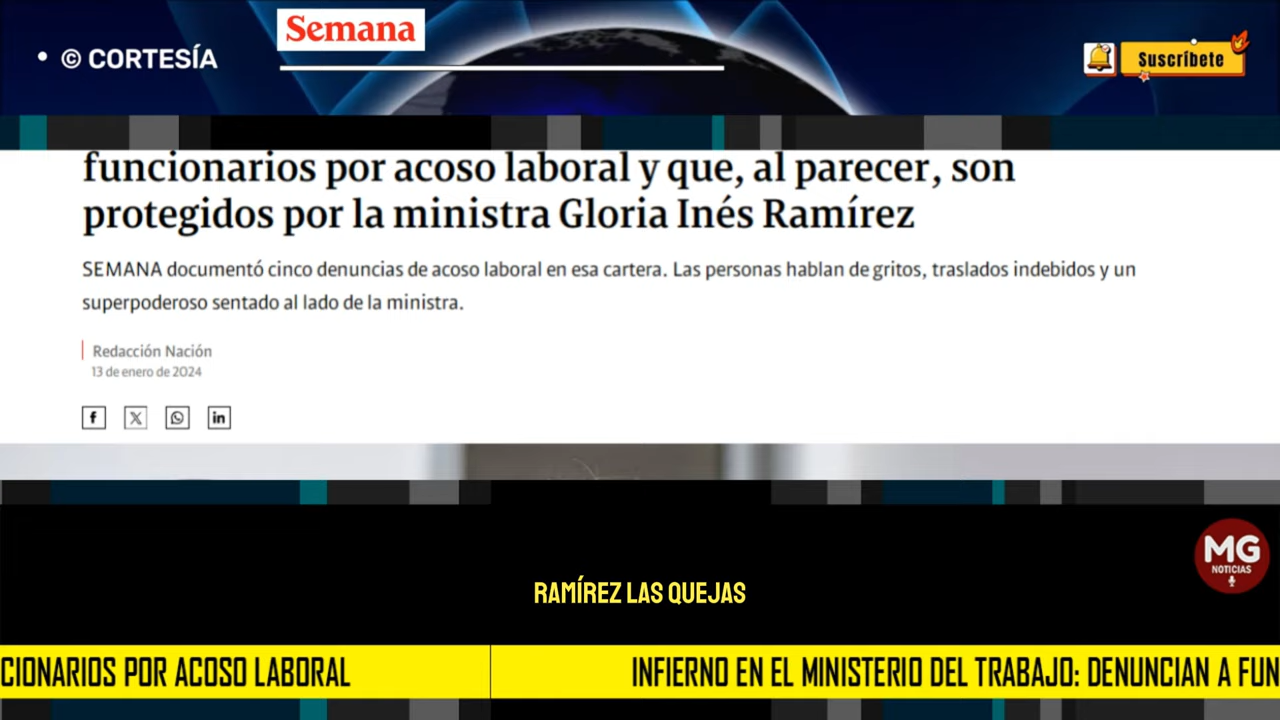 Semana
• © CORTESÍA
Suscríbete
funcionarios por acoso laboral y que, al parecer, son
protegidos por la ministra Gloria Inés Ramírez
SEMANA documentó cinco denuncias de acoso laboral en esa cartera. Las personas hablan de gritos, traslados indebidos y un
superpoderoso sentado al lado de la ministra.
Redacción Nación
13 de enero de 2024
MG
NOTICIAS
RAMÍREZ LAS QUEJAS
CIONARIOS POR ACOSO LABORAL
INFIERNO EN EL MINISTERIO DEL TRABAJO: DENUNCIAN A FUN